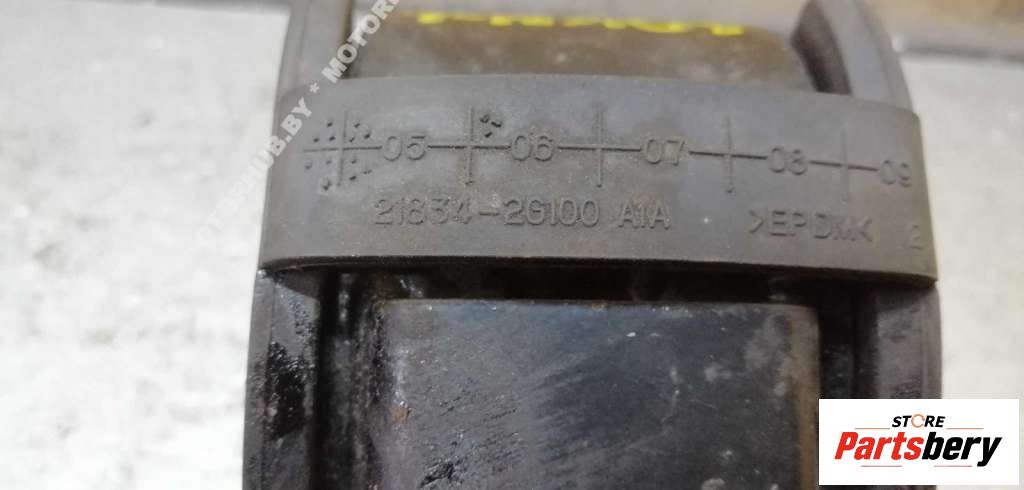 05 06 07 08 09
21834-2G100 A1A >EPDM< 2
STORE
Partsbery